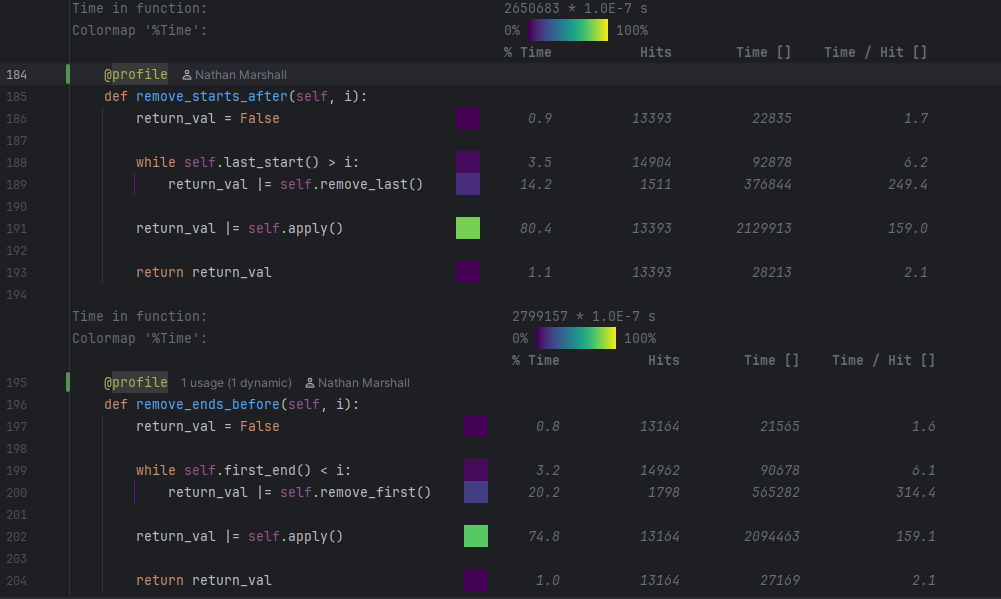 Time in function: 2650683 * 1.0E-7 s
Colormap '%Time': 0% 100%
% Time Hits Time [] Time / Hit []
184 @profile Nathan Marshall
185 def remove_starts_after(self, i):
186 return_val = False 0.9 13393 22835 1.7
187
188 while self.last_start() > i: 3.5 14904 92878 6.2
189 return_val |= self.remove_last() 14.2 1511 376844 249.4
190
191 return_val |= self.apply() 80.4 13393 2129913 159.0
192
193 return return_val 1.1 13393 28213 2.1
194
Time in function: 2799157 * 1.0E-7 s
Colormap '%Time': 0% 100%
% Time Hits Time [] Time / Hit []
195 @profile 1 usage (1 dynamic) Nathan Marshall
196 def remove_ends_before(self, i):
197 return_val = False 0.8 13164 21565 1.6
198
199 while self.first_end() < i: 3.2 14962 90678 6.1
200 return_val |= self.remove_first() 20.2 1798 565282 314.4
201
202 return_val |= self.apply() 74.8 13164 2094463 159.1
203
204 return return_val 1.0 13164 27169 2.1